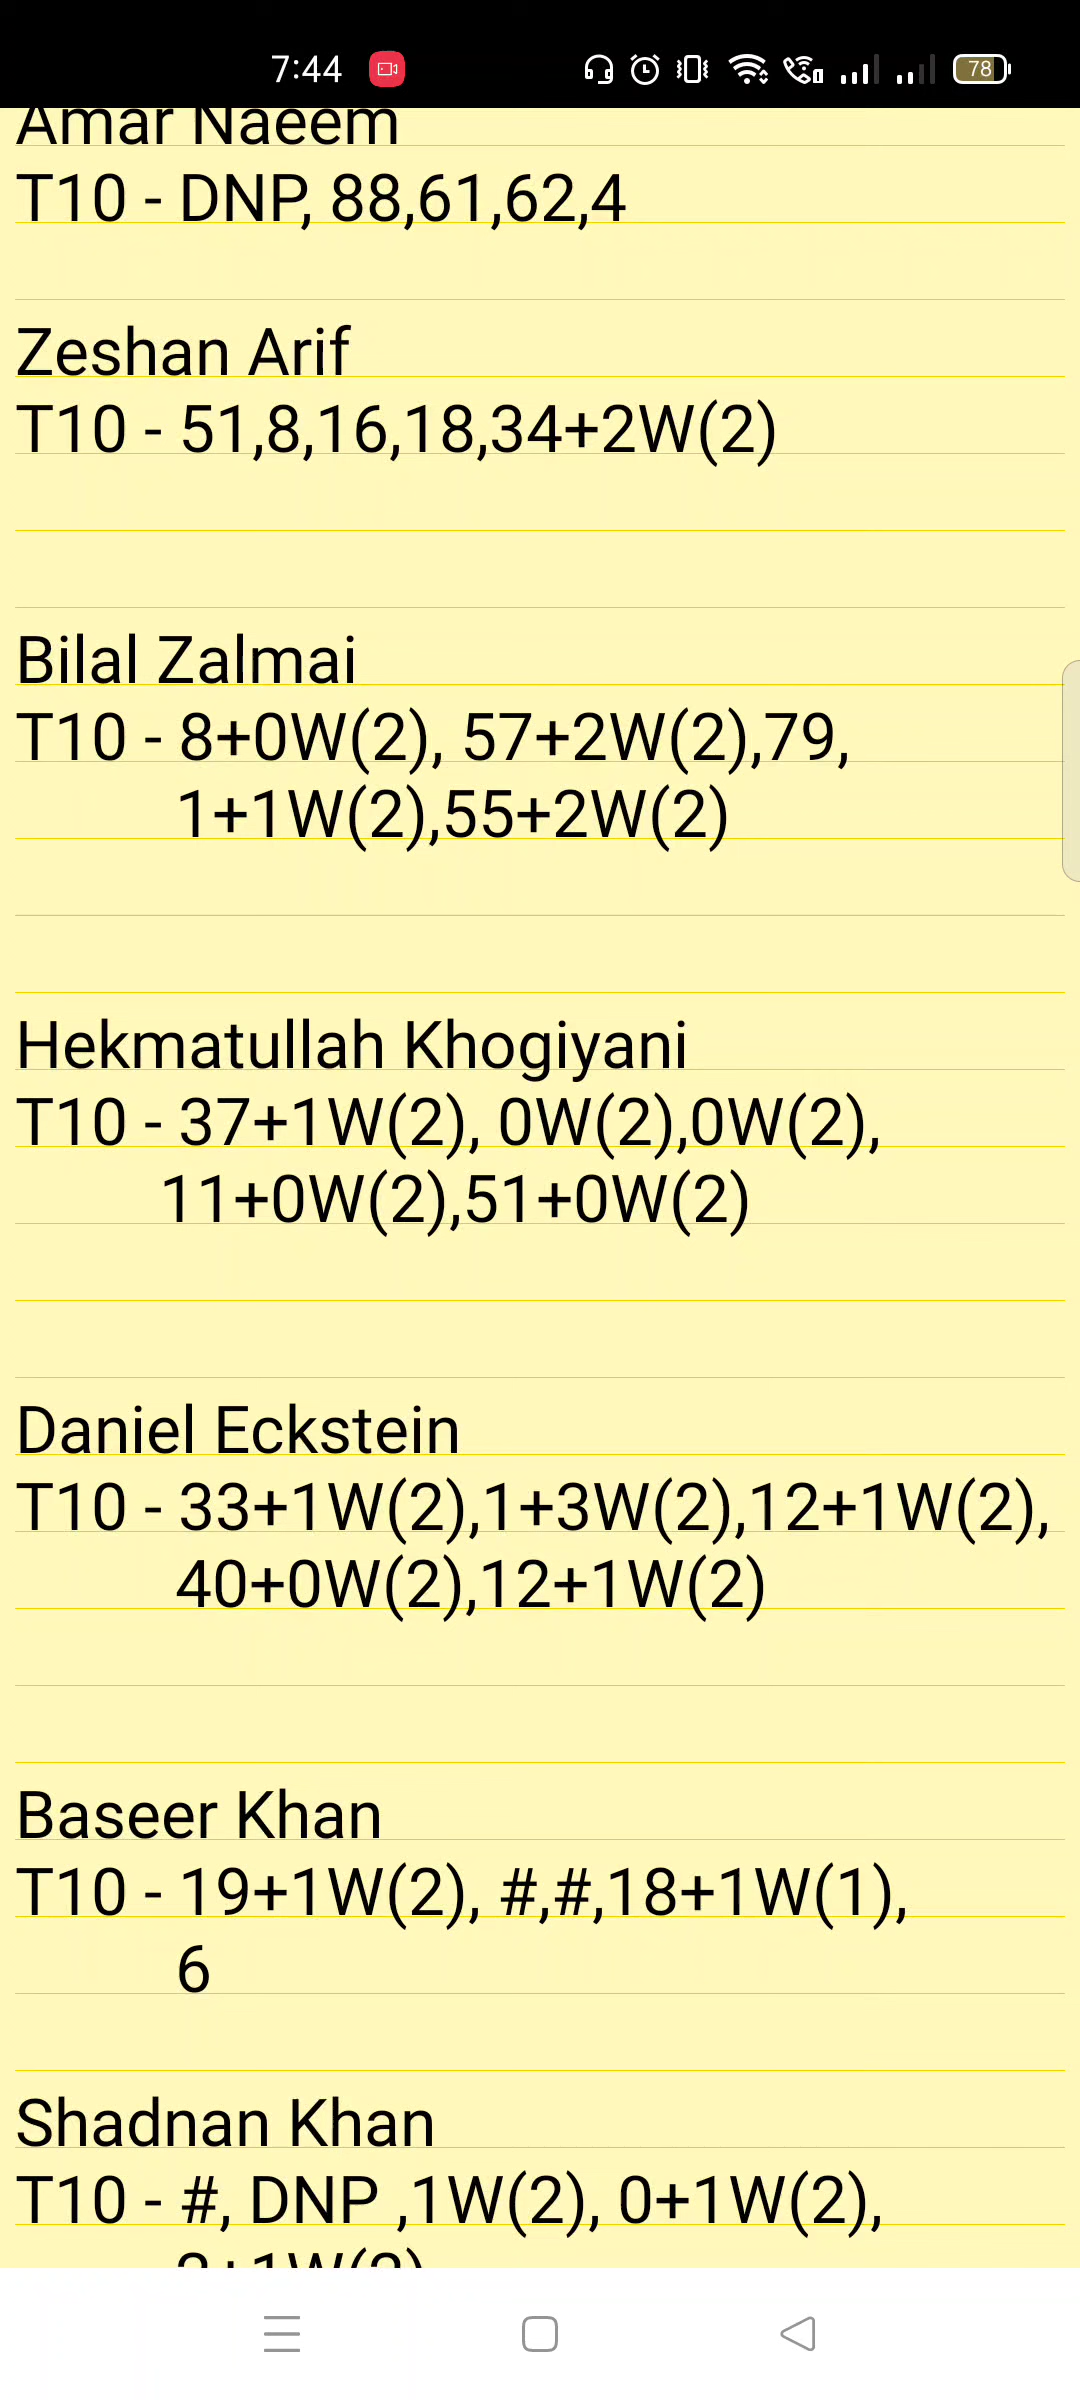 7:44
78
Amar Naeem
T10 - DNP, 88,61,62,4
Zeshan Arif
T10 - 51,8,16,18,34+2W(2)
Bilal Zalmai
T10 - 8+0W(2), 57+2W(2),79,
1+1W(2),55+2W(2)
Hekmatullah Khogiyani
T10 - 37+1W(2), 0W(2),0W(2),
11+0W(2),51+0W(2)
Daniel Eckstein
T10 - 33+1W(2),1+3W(2),12+1W(2),
40+0W(2),12+1W(2)
Baseer Khan
T10 - 19+1W(2), #,#,18+1W(1),
6
Shadnan Khan
T10 - #, DNP ,1W(2), 0+1W(2),